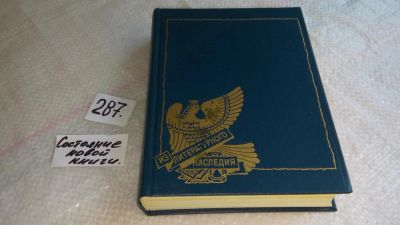 287.
Состояние
новой
книги.
ИЗ
ЛИТЕРАТУРНОГО
НАСЛЕДИЯ